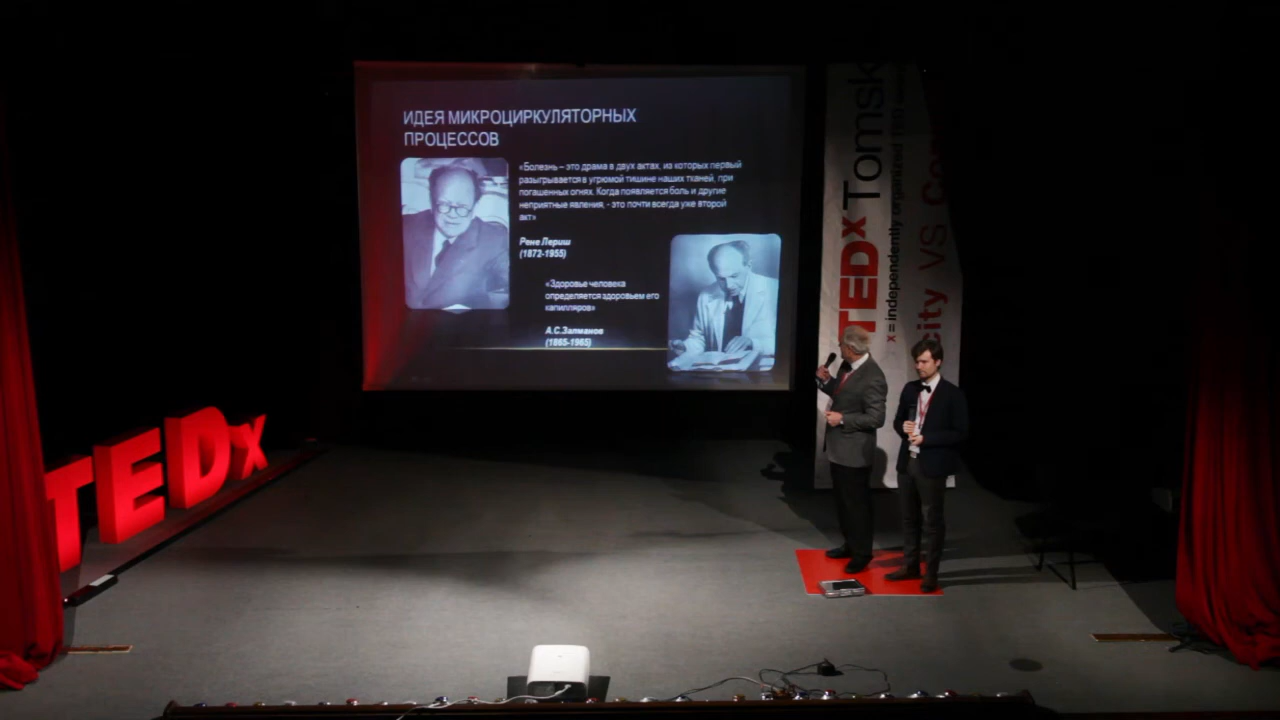 ИДЕЯ МИКРОЦИРКУЛЯТОРНЫХ
ПРОЦЕССОВ
«Болезнь – это драма в двух актах, из которых первый
разыгрывается в угрюмой тишине наших тканей, при
погашенных огнях. Когда появляется боль и другие
неприятные явления, - это почти всегда уже второй
акт»
Рене Лериш
(1872-1955)
«Здоровье человека
определяется здоровьем его
капилляров»
А.С.Залманов
(1865-1965)
TEDx Tomsk
x = independently organized TED
city VS
TEDx